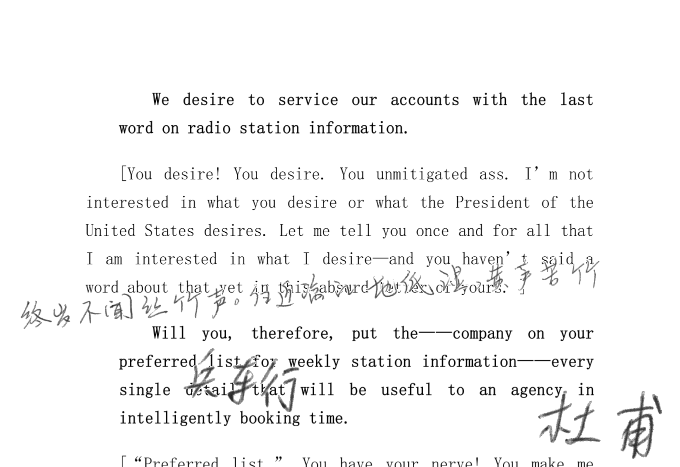 We desire to service our accounts with the last
word on radio station information.
[You desire! You desire. You unmitigated ass. I'm not
interested in what you desire or what the President of the
United States desires. Let me tell you once and for all that
I am interested in what I desire—and you haven't said a
word about that yet in this absurd letter of yours.]
终岁不闻丝竹声。住近湓江地低湿 黄芦苦竹
Will you, therefore, put the——company on your
preferred list for weekly station information——every
single detail that will be useful to an agency in
intelligently booking time.
兵车行
杜甫
[“Preferred list.” You have your nerve! You make me